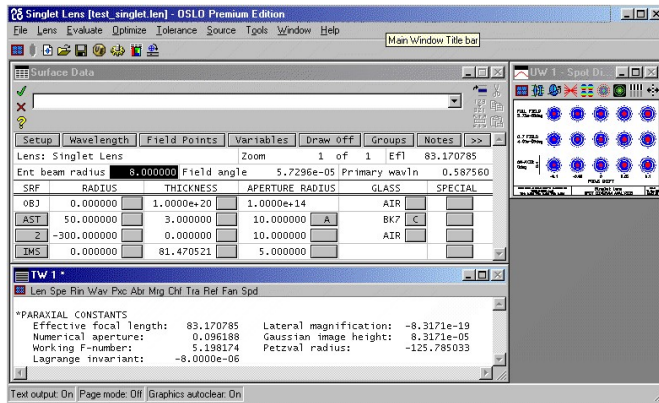 Singlet Lens [test_singlet.len] - OSLO Premium Edition
File Lens Evaluate Optimize Tolerance Source Tools Window Help
Main Window Title bar
Surface Data
UW 1 - Spot Di...
Setup Wavelength Field Points Variables Draw Off Groups Notes >>
Lens: Singlet Lens Zoom 1 of 1 Efl 83.170785
Ent beam radius 8.000000 Field angle 5.7296e-05 Primary wavln 0.587560
SRF RADIUS THICKNESS APERTURE RADIUS GLASS SPECIAL
OBJ 0.000000 1.0000e+20 1.0000e+14 AIR
AST 50.000000 3.000000 10.000000 A BK7 C
2 -300.000000 0.000000 10.000000 AIR
IMS 0.000000 81.470521 5.000000
TW 1 *
Len Spe Rin Wav Pxc Abr Mrg Chf Tra Ref Fan Spd
*PARAXIAL CONSTANTS
Effective focal length: 83.170785 Lateral magnification: -8.3171e-19
Numerical aperture: 0.096188 Gaussian image height: 8.3171e-05
Working F-number: 5.198174 Petzval radius: -125.785033
Lagrange invariant: -8.0000e-06
Text output: On Page mode: Off Graphics autoclear: On